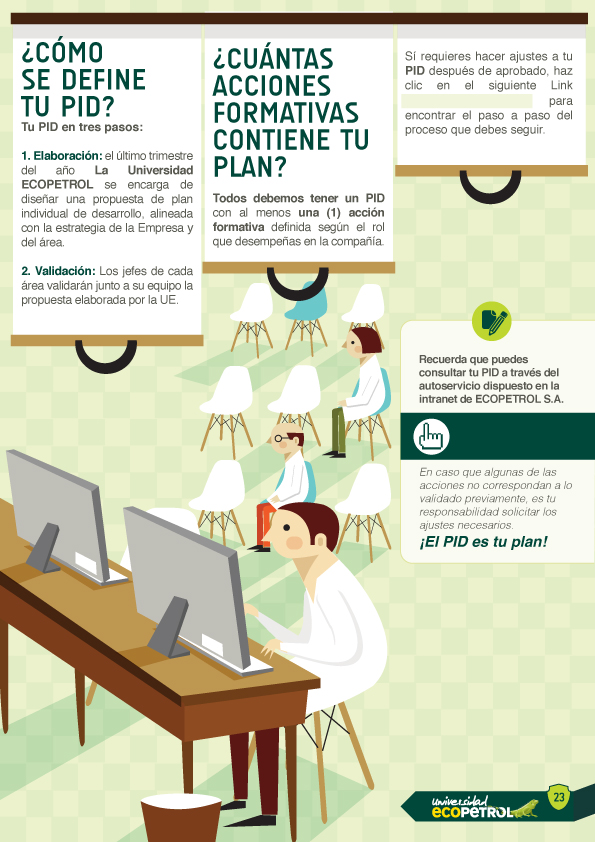 ¿CÓMO
SE DEFINE
TU PID?
Tu PID en tres pasos:
1. Elaboración: el último trimestre
del año La Universidad
ECOPETROL se encarga de
diseñar una propuesta de plan
individual de desarrollo, alineada
con la estrategia de la Empresa y
del área.
2. Validación: Los jefes de cada
área validarán junto a su equipo la
propuesta elaborada por la UE.
¿CUÁNTAS
ACCIONES
FORMATIVAS
CONTIENE TU
PLAN?
Todos debemos tener un PID
con al menos una (1) acción
formativa definida según el rol
que desempeñas en la compañía.
Sí requieres hacer ajustes a tu
PID después de aprobado, haz
clic en el siguiente Link
para
encontrar el paso a paso del
proceso que debes seguir.
Recuerda que puedes
consultar tu PID a través del
autoservicio dispuesto en la
intranet de ECOPETROL S.A.
En caso que algunas de las
acciones no correspondan a lo
validado previamente, es tu
responsabilidad solicitar los
ajustes necesarios.
¡El PID es tu plan!
universidad
ecoPETROL
23